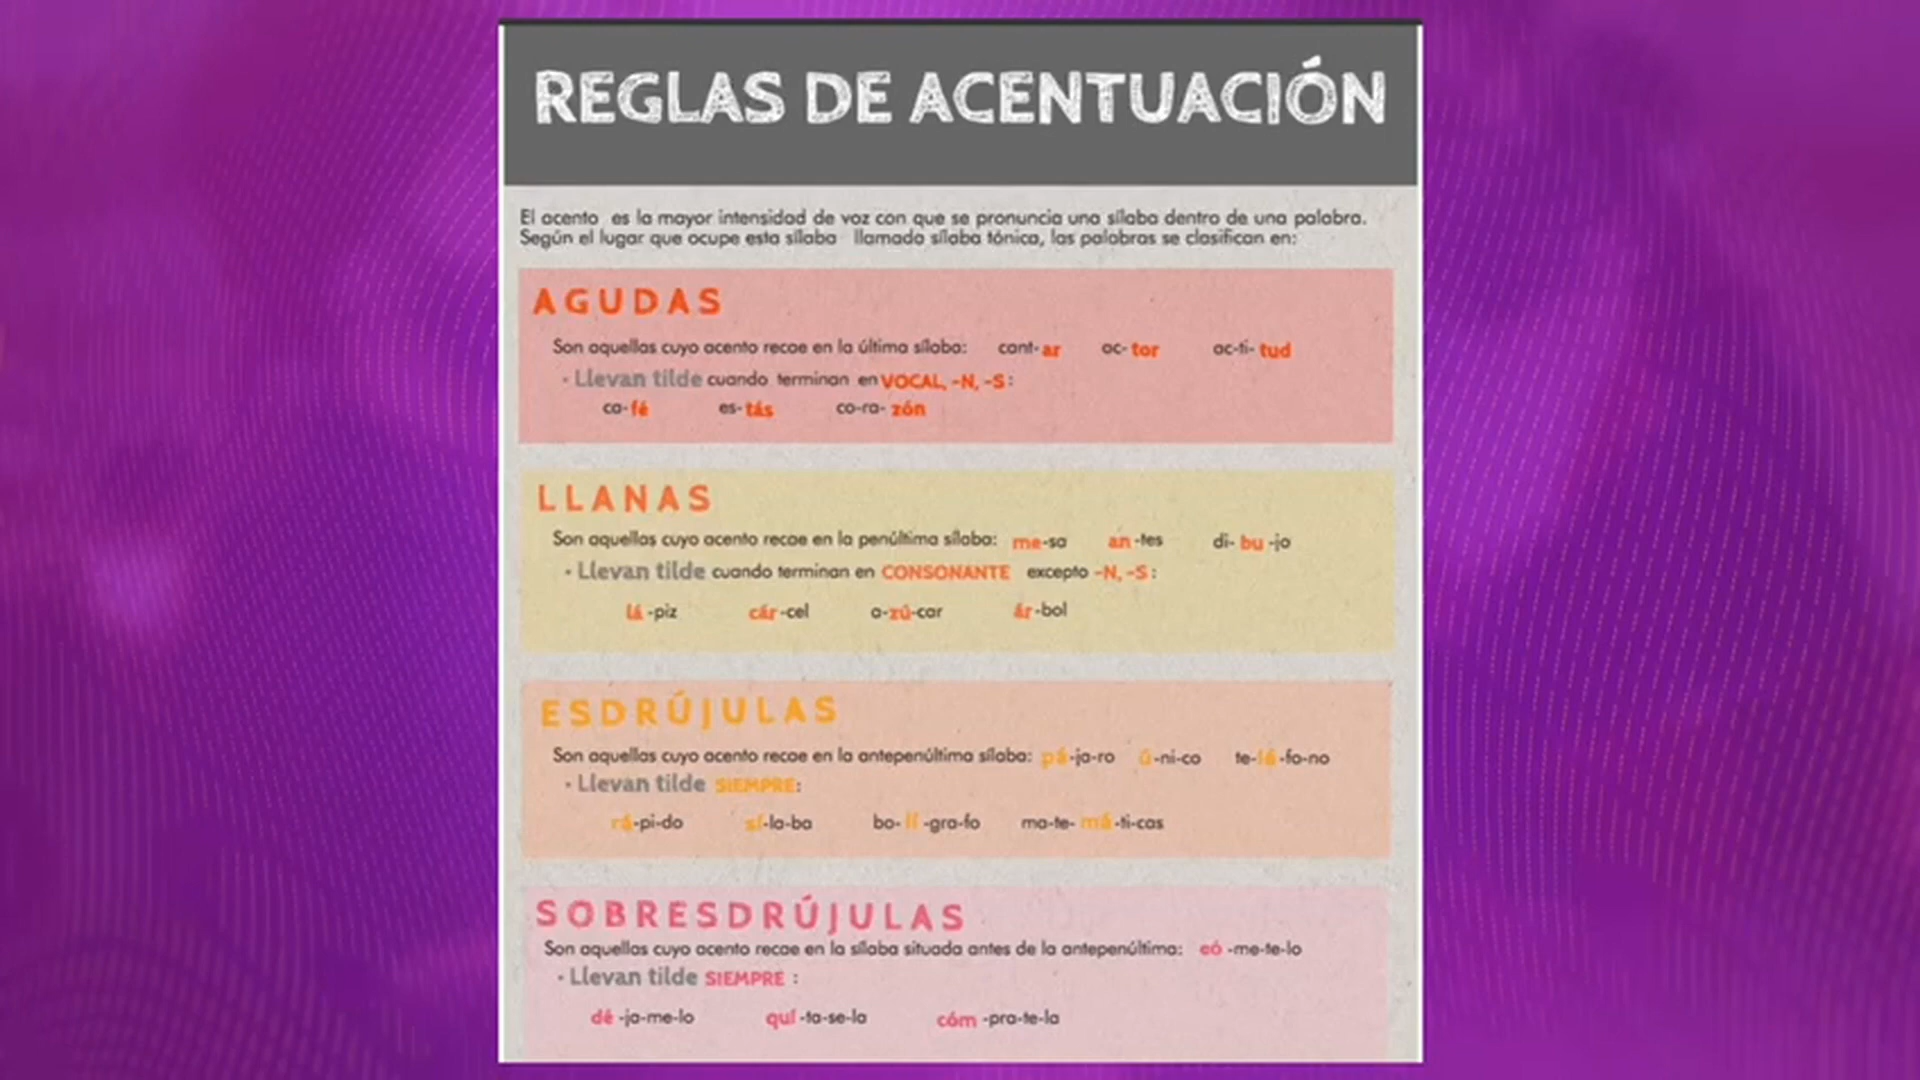 REGLAS DE ACENTUACIÓN
El acento es la mayor intensidad de voz con que se pronuncia una sílaba dentro de una palabra.
Según el lugar que ocupe esta sílaba llamada sílaba tónica, las palabras se clasifican en:
AGUDAS
Son aquellas cuyo acento recae en la última sílaba: cant-ar ac-tor ac-ti-tud
· Llevan tilde cuando terminan en VOCAL, -N, -S:
ca-fé es-tás co-ra-zón
LLANAS
Son aquellas cuyo acento recae en la penúltima sílaba: me-sa an-tes di-bu-jo
· Llevan tilde cuando terminan en CONSONANTE excepto -N, -S:
lá-piz cár-cel a-zú-car ár-bol
ESDRÚJULAS
Son aquellas cuyo acento recae en la antepenúltima sílaba: pá-ja-ro ú-ni-co te-lé-fo-no
· Llevan tilde SIEMPRE:
rá-pi-do sí-la-ba bo-lí-gra-fo ma-te-má-ti-cas
SOBRESDRÚJULAS
Son aquellas cuyo acento recae en la sílaba situada antes de la antepenúltima: có-me-te-lo
· Llevan tilde SIEMPRE :
dé-ja-me-lo quí-ta-se-la cóm-pra-te-la